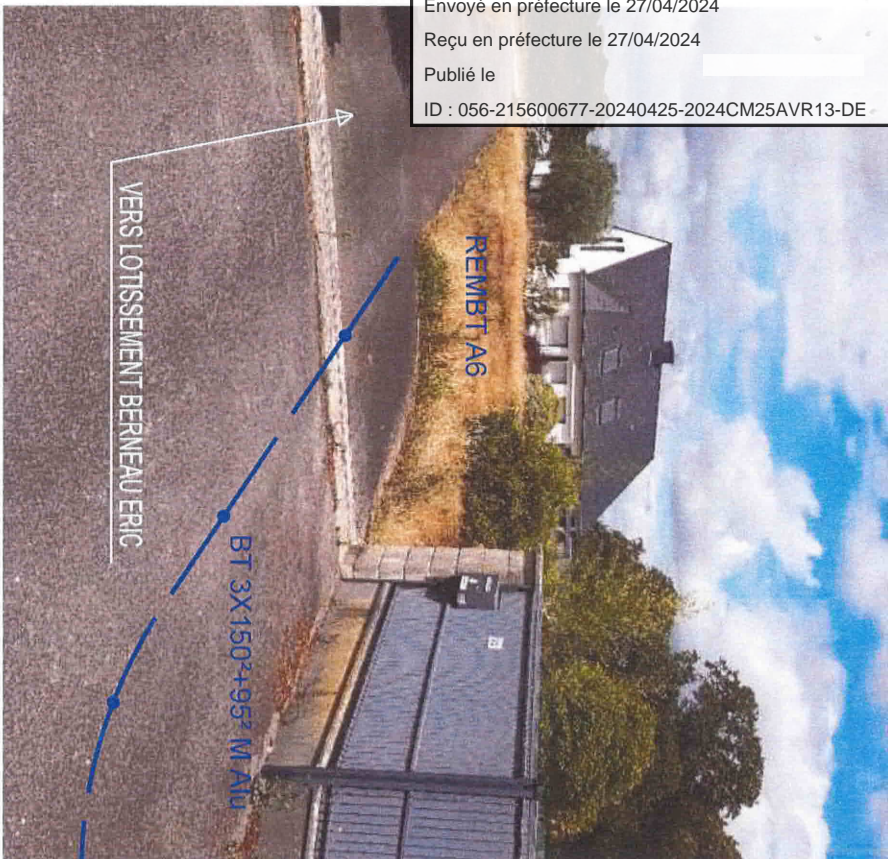 Envoyé en préfecture le 27/04/2024
Reçu en préfecture le 27/04/2024
Publié le
ID : 056-215600677-20240425-2024CM25AVR13-DE
REMBT A6
VERS LOTISSEMENT BERNEAU ERIC
BT 3X150²+95² M Alu